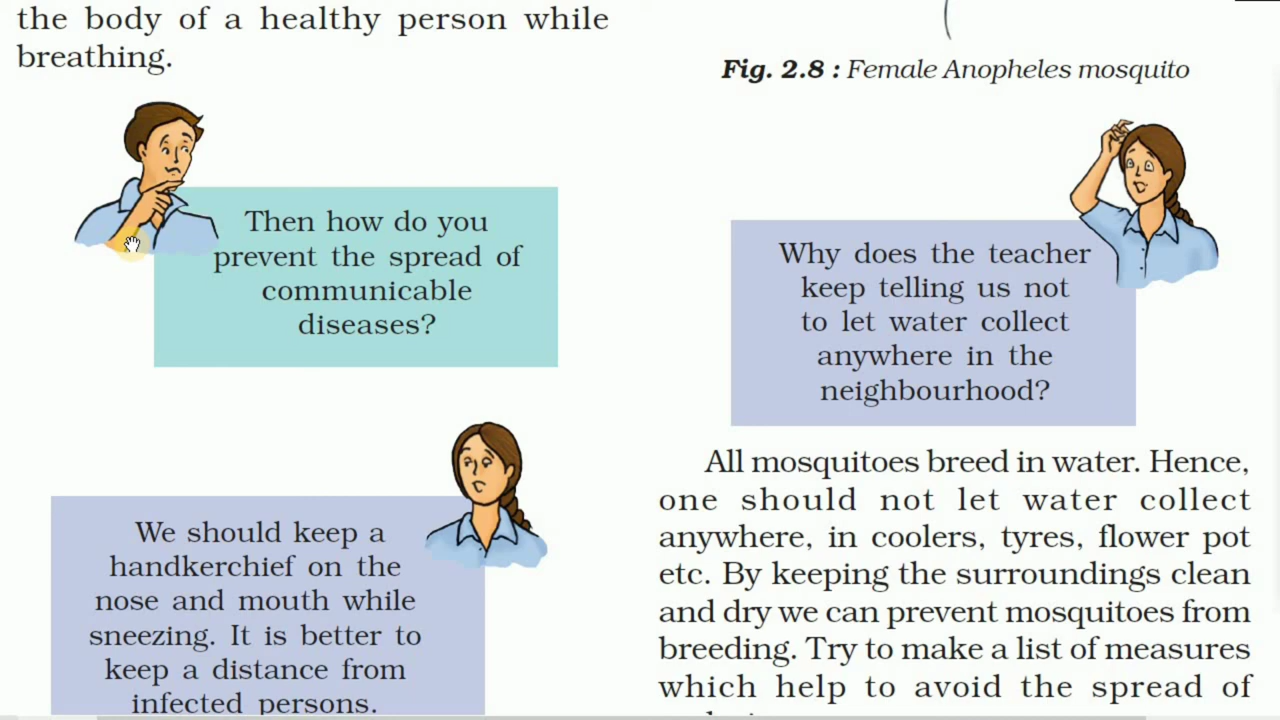 the body of a healthy person while
breathing.
Then how do you
prevent the spread of
communicable
diseases?
We should keep a
handkerchief on the
nose and mouth while
sneezing. It is better to
keep a distance from
infected persons.
Fig. 2.8 : Female Anopheles mosquito
Why does the teacher
keep telling us not
to let water collect
anywhere in the
neighbourhood?
All mosquitoes breed in water. Hence,
one should not let water collect
anywhere, in coolers, tyres, flower pot
etc. By keeping the surroundings clean
and dry we can prevent mosquitoes from
breeding. Try to make a list of measures
which help to avoid the spread of